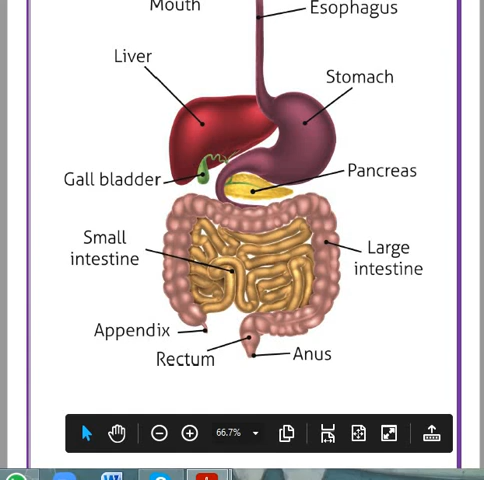 Mouth
Esophagus
Liver
Stomach
Pancreas
Gall bladder
Small
intestine
Large
intestine
Appendix
Rectum
Anus
66.7%
W